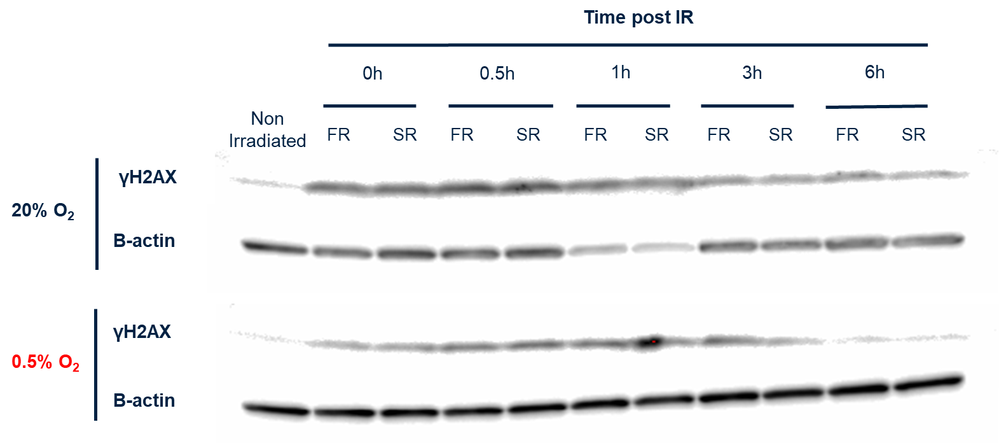 Time post IR
0h 0.5h 1h 3h 6h
Non
Irradiated
FR SR FR SR FR SR FR SR FR SR
γH2AX
20% O₂
B-actin
γH2AX
0.5% O₂
B-actin